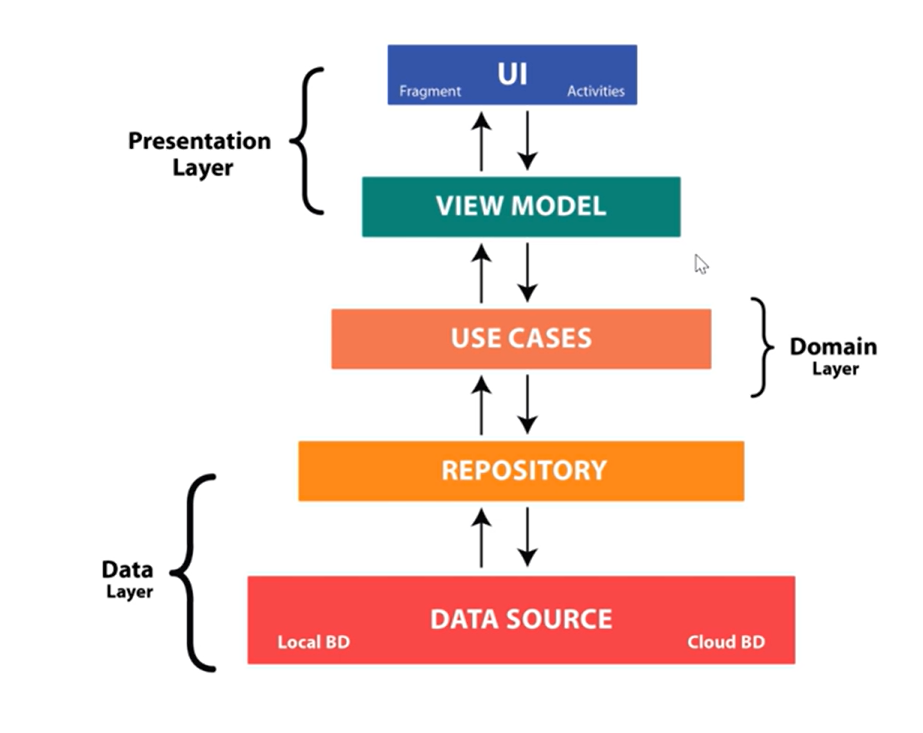 UI
Fragment
Activities
Presentation
Layer
VIEW MODEL
USE CASES
Domain
Layer
REPOSITORY
Data
Layer
DATA SOURCE
Local BD
Cloud BD